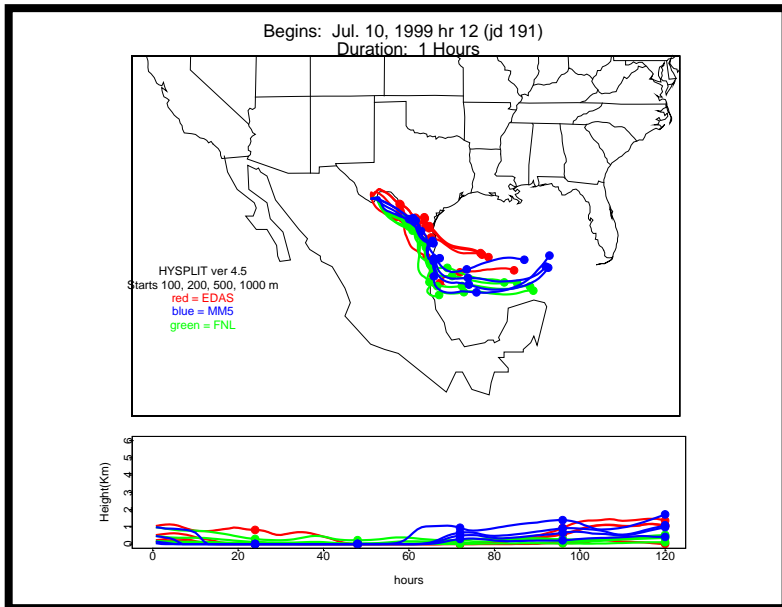 Begins:  Jul. 10, 1999 hr 12 (jd 191)
Duration:  1 Hours
HYSPLIT ver 4.5
Starts 100, 200, 500, 1000 m
red = EDAS
blue = MM5
green = FNL
Height(Km)
6
5
4
3
2
1
0
0 20 40 60 80 100 120
hours